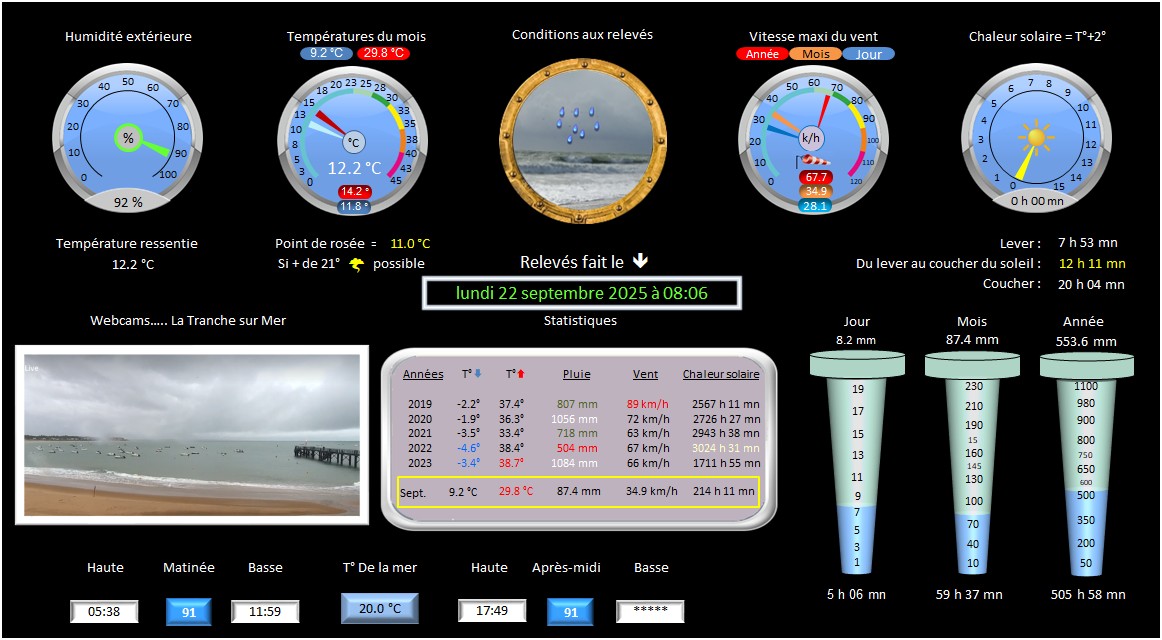 Humidité extérieure
Températures du mois
9.2 °C 29.8 °C
Conditions aux relevés
Vitesse maxi du vent
Année Mois Jour
Chaleur solaire = T°+2°
0 10 20 30 40 50 60 70 80 90 100
%
92 %
0 3 5 8 10 13 15 18 20 23 25 28 30 33 35 38 40 43 45
°C
12.2 °C
14.2 °
11.8 °
0 10 20 30 40 50 60 70 80 90 100 110 120
k/h
67.7
34.9
28.1
0 1 2 3 4 5 6 7 8 9 10 11 12 13 14 15
0 h 00 mn
Température ressentie
12.2 °C
Point de rosée = 11.0 °C
Si + de 21° possible
Relevés fait le
lundi 22 septembre 2025 à 08:06
Lever : 7 h 53 mn
Du lever au coucher du soleil : 12 h 11 mn
Coucher : 20 h 04 mn
Webcams..... La Tranche sur Mer
Live
Statistiques
Années T° T° Pluie Vent Chaleur solaire
2019 -2.2° 37.4° 807 mm 89 km/h 2567 h 11 mn
2020 -1.9° 36.3° 1056 mm 72 km/h 2726 h 27 mn
2021 -3.5° 33.4° 718 mm 63 km/h 2943 h 38 mn
2022 -4.6° 38.4° 504 mm 67 km/h 3024 h 31 mn
2023 -3.4° 38.7° 1084 mm 66 km/h 1711 h 55 mn
Sept. 9.2 °C 29.8 °C 87.4 mm 34.9 km/h 214 h 11 mn
Jour
8.2 mm
19
17
15
13
11
9
7
5
3
1
5 h 06 mn
Mois
87.4 mm
230
210
190
15
160
145
130
100
70
40
10
59 h 37 mn
Année
553.6 mm
1100
980
900
800
750
650
600
500
350
200
50
505 h 58 mn
Haute Matinée Basse
05:38 91 11:59
T° De la mer
20.0 °C
Haute Après-midi Basse
17:49 91 *****